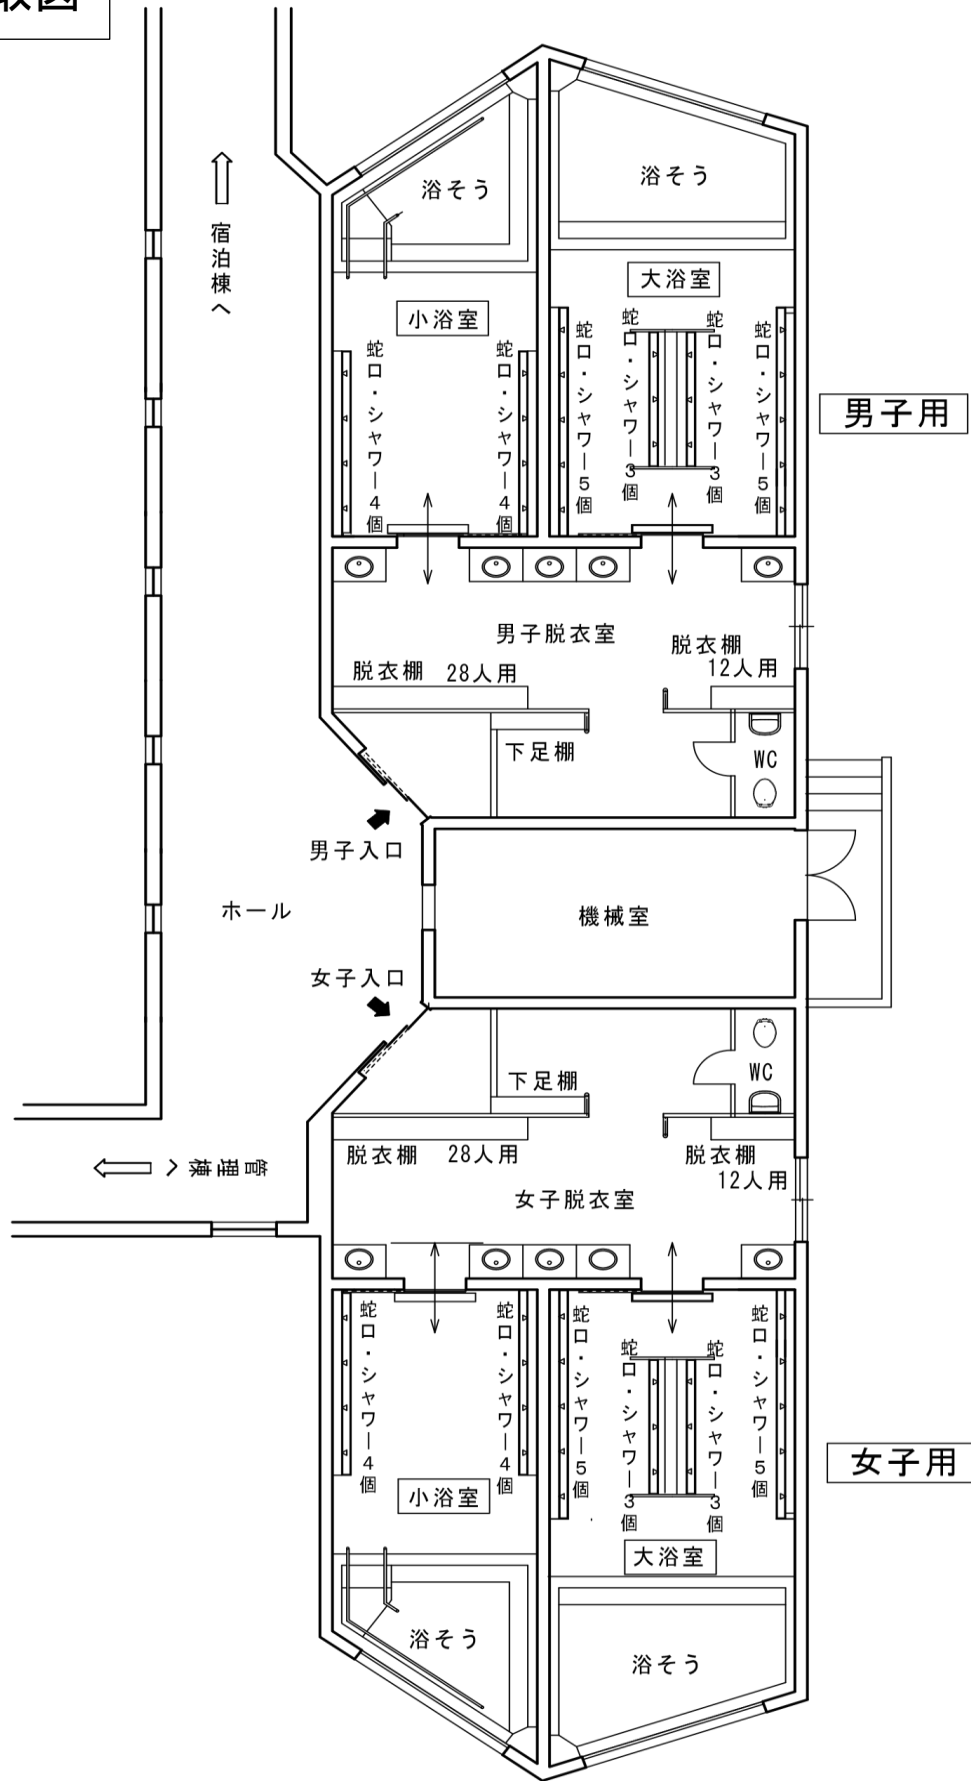 取図
浴そう
浴そう
宿泊棟へ
小浴室
大浴室
蛇口・シャワー4個
蛇口・シャワー4個
蛇口・シャワー5個
蛇口・シャワー3個
蛇口・シャワー3個
蛇口・シャワー5個
男子用
男子脱衣室
脱衣棚 28人用
脱衣棚
12人用
下足棚
WC
男子入口
ホール
機械室
女子入口
下足棚
WC
管理棟へ
脱衣棚 28人用
脱衣棚
12人用
女子脱衣室
蛇口・シャワー4個
蛇口・シャワー4個
蛇口・シャワー5個
蛇口・シャワー3個
蛇口・シャワー3個
蛇口・シャワー5個
女子用
小浴室
大浴室
浴そう
浴そう